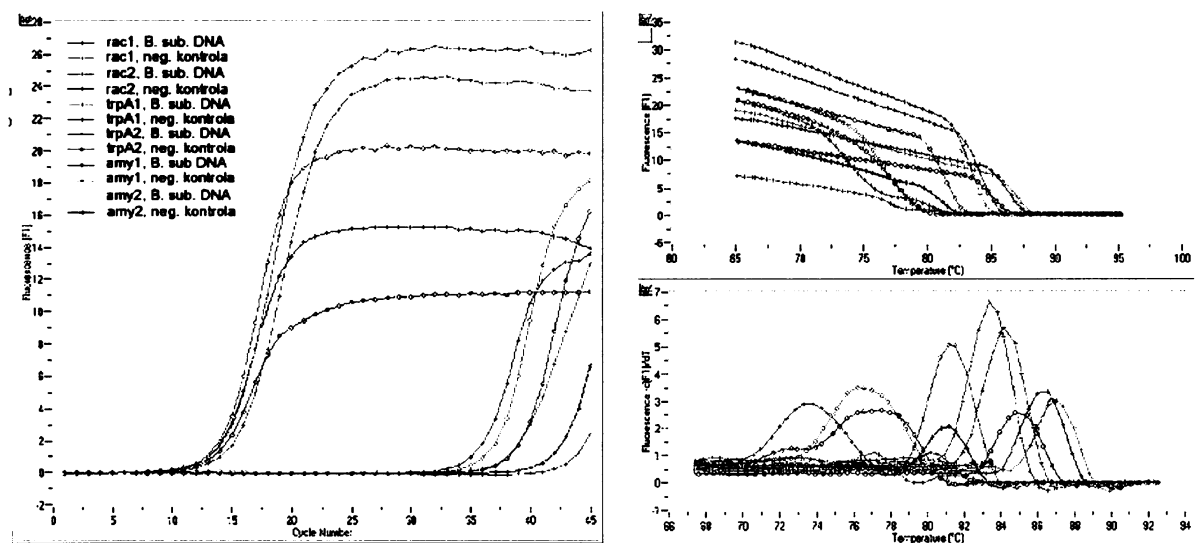 28
26
24
22
20
18
16
14
12
10
8
6
4
2
0
-2
Fluorescence [F1]
rac1, B. sub. DNA
rac1, neg. kontrola
rac2, B. sub. DNA
rac2, neg. kontrola
trpA1, B. sub. DNA
trpA1, neg. kontrola
trpA2, B. sub. DNA
trpA2, neg. kontrola
amy1, B. sub. DNA
amy1, neg. kontrola
amy2, B. sub. DNA
amy2, neg. kontrola
0 5 10 15 20 25 30 35 40 45
Cycle Number
35
30
25
20
15
10
5
0
-5
Fluorescence [F1]
60 65 70 75 80 85 90 95 100
Temperature [°C]
7
6
5
4
3
2
1
0
-1
Fluorescence -d[F1]/dT
66 68 70 72 74 76 78 80 82 84 86 88 90 92 94
Temperature [°C]